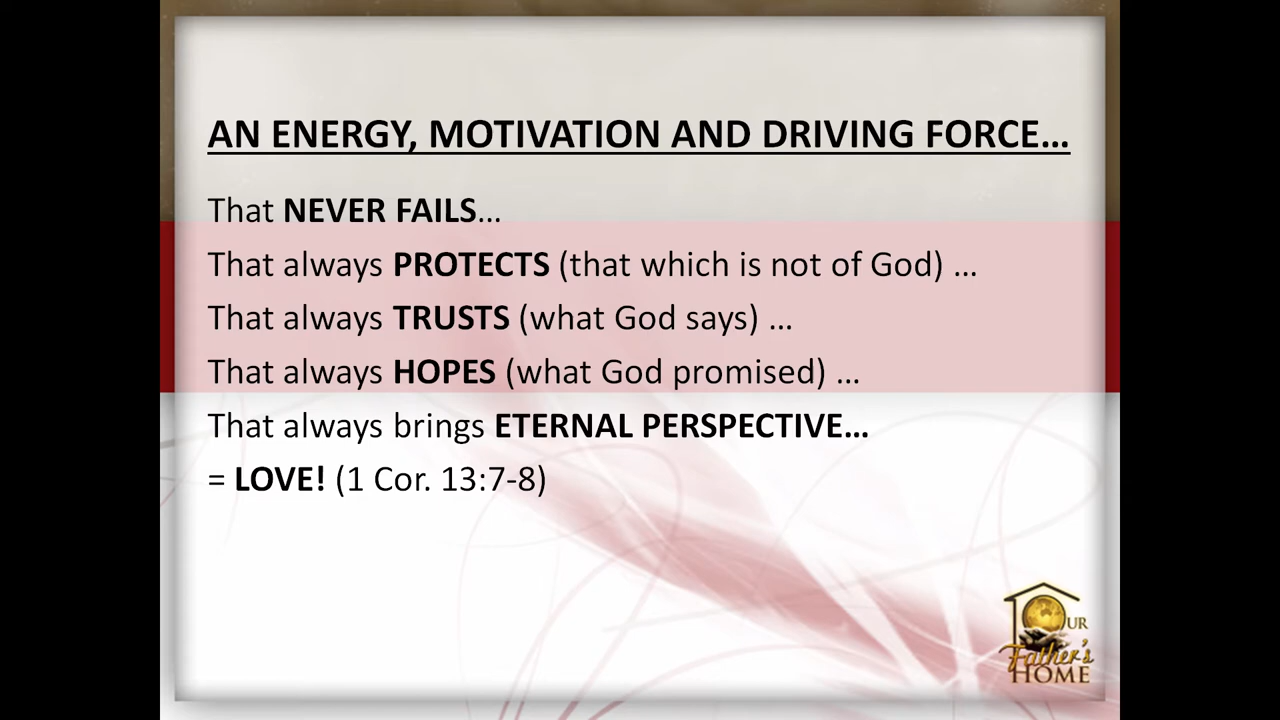 AN ENERGY, MOTIVATION AND DRIVING FORCE…
That NEVER FAILS…
That always PROTECTS (that which is not of God) …
That always TRUSTS (what God says) …
That always HOPES (what God promised) …
That always brings ETERNAL PERSPECTIVE…
= LOVE! (1 Cor. 13:7-8)
OUR
Father's
HOME